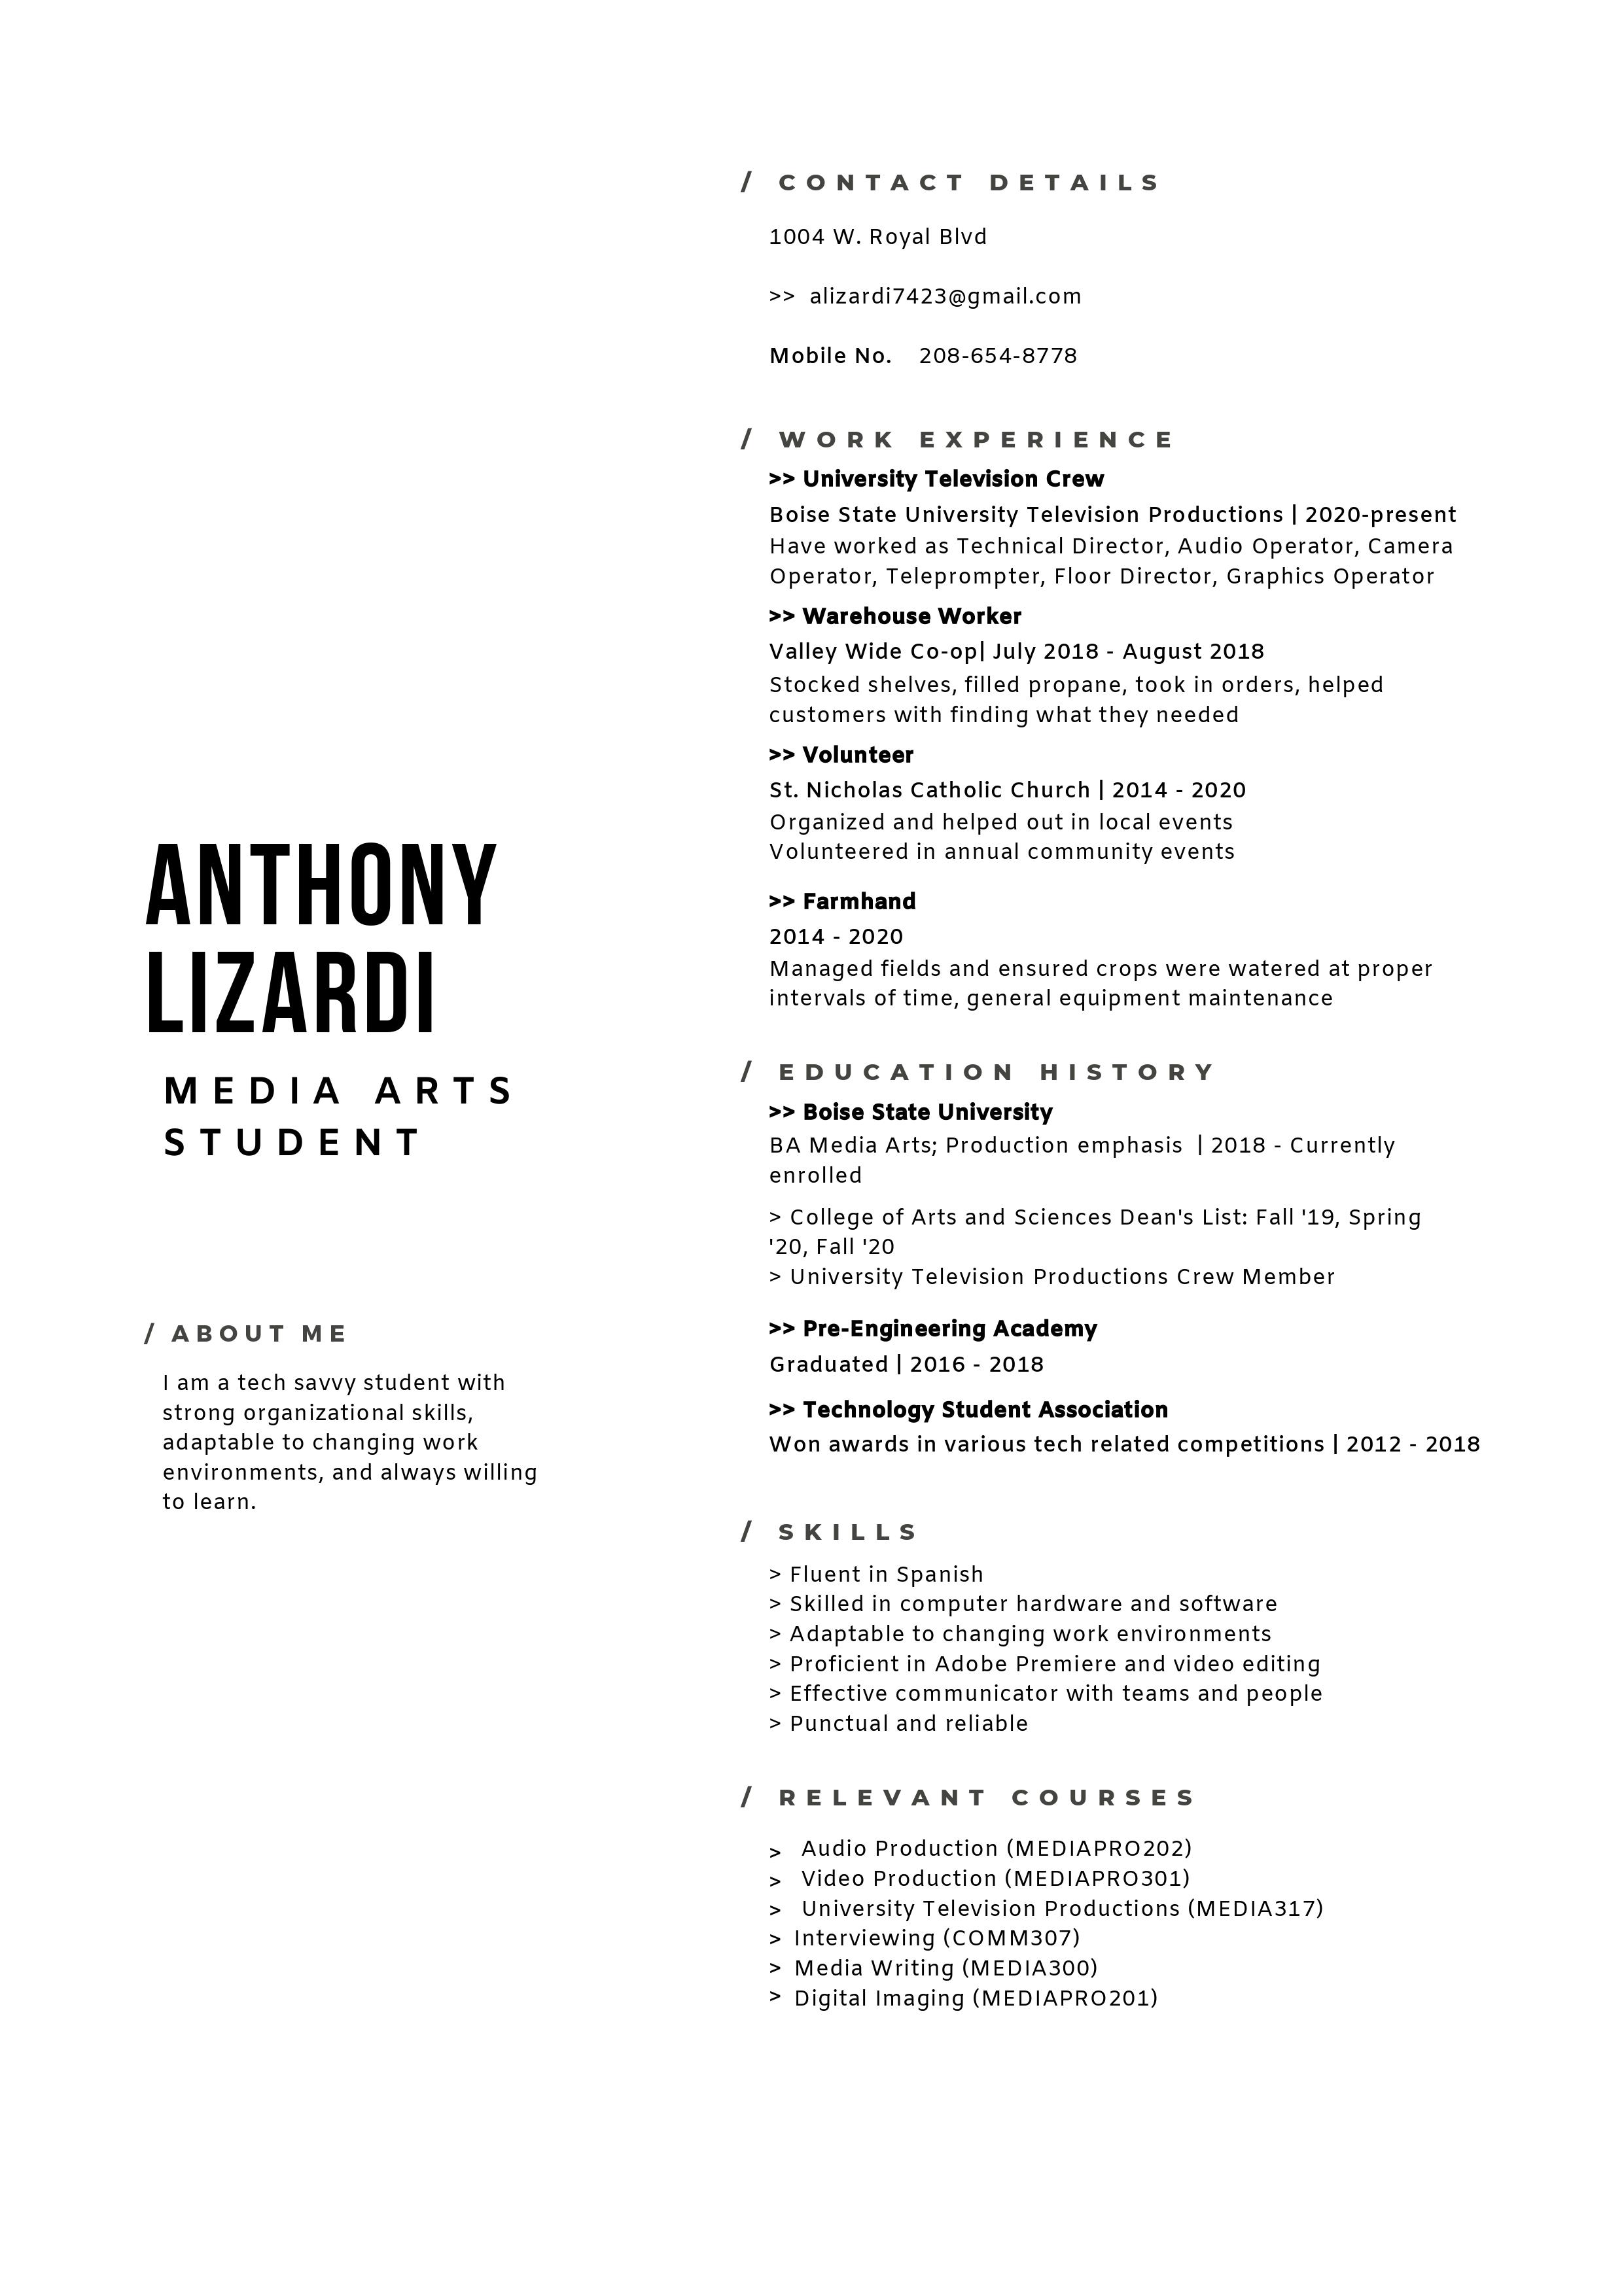 ANTHONY
LIZARDI
MEDIA ARTS
STUDENT
/ ABOUT ME
I am a tech savvy student with
strong organizational skills,
adaptable to changing work
environments, and always willing
to learn.
/ CONTACT DETAILS
1004 W. Royal Blvd
>> alizardi7423@gmail.com
Mobile No. 208-654-8778
/ WORK EXPERIENCE
>> University Television Crew
Boise State University Television Productions | 2020-present
Have worked as Technical Director, Audio Operator, Camera
Operator, Teleprompter, Floor Director, Graphics Operator
>> Warehouse Worker
Valley Wide Co-op| July 2018 - August 2018
Stocked shelves, filled propane, took in orders, helped
customers with finding what they needed
>> Volunteer
St. Nicholas Catholic Church | 2014 - 2020
Organized and helped out in local events
Volunteered in annual community events
>> Farmhand
2014 - 2020
Managed fields and ensured crops were watered at proper
intervals of time, general equipment maintenance
/ EDUCATION HISTORY
>> Boise State University
BA Media Arts; Production emphasis | 2018 - Currently
enrolled
> College of Arts and Sciences Dean's List: Fall '19, Spring
'20, Fall '20
> University Television Productions Crew Member
>> Pre-Engineering Academy
Graduated | 2016 - 2018
>> Technology Student Association
Won awards in various tech related competitions | 2012 - 2018
/ SKILLS
> Fluent in Spanish
> Skilled in computer hardware and software
> Adaptable to changing work environments
> Proficient in Adobe Premiere and video editing
> Effective communicator with teams and people
> Punctual and reliable
/ RELEVANT COURSES
> Audio Production (MEDIAPRO202)
> Video Production (MEDIAPRO301)
> University Television Productions (MEDIA317)
> Interviewing (COMM307)
> Media Writing (MEDIA300)
> Digital Imaging (MEDIAPRO201)